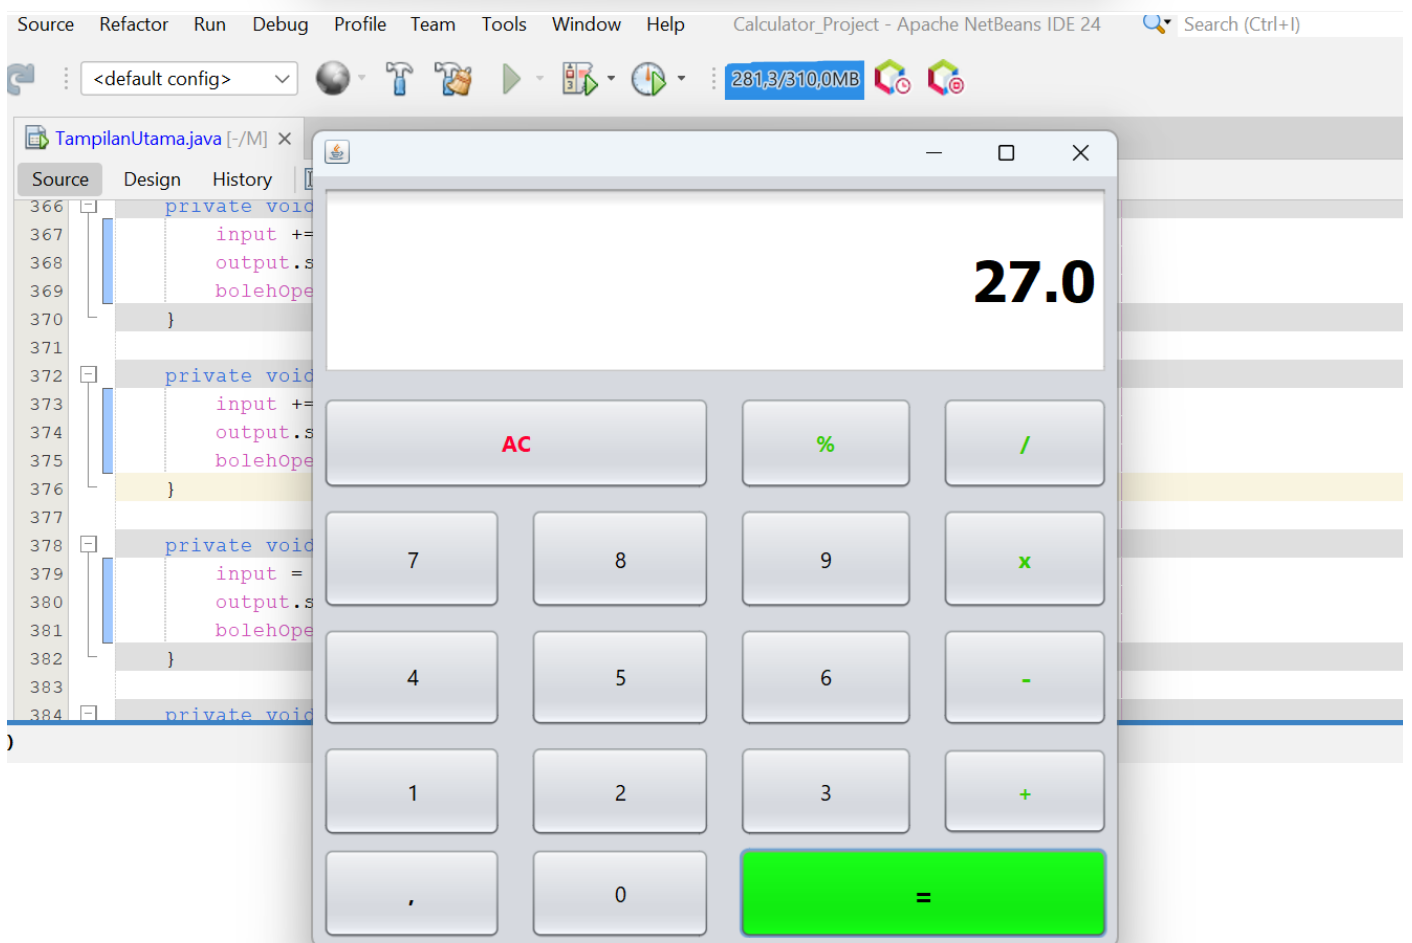 Source Refactor Run Debug Profile Team Tools Window Help Calculator_Project - Apache NetBeans IDE 24 Search (Ctrl+I)
<default config> 281,3/310,0MB
TampilanUtama.java [-/M]
Source Design History
366 private void
367 input +=
368 output.s
369 bolehOpe
370 }
371
372 private void
373 input +=
374 output.s
375 bolehOpe
376 }
377
378 private void
379 input =
380 output.s
381 bolehOpe
382 }
383
384 private void
)
27.0
AC % /
7 8 9 x
4 5 6 -
1 2 3 +
, 0 =